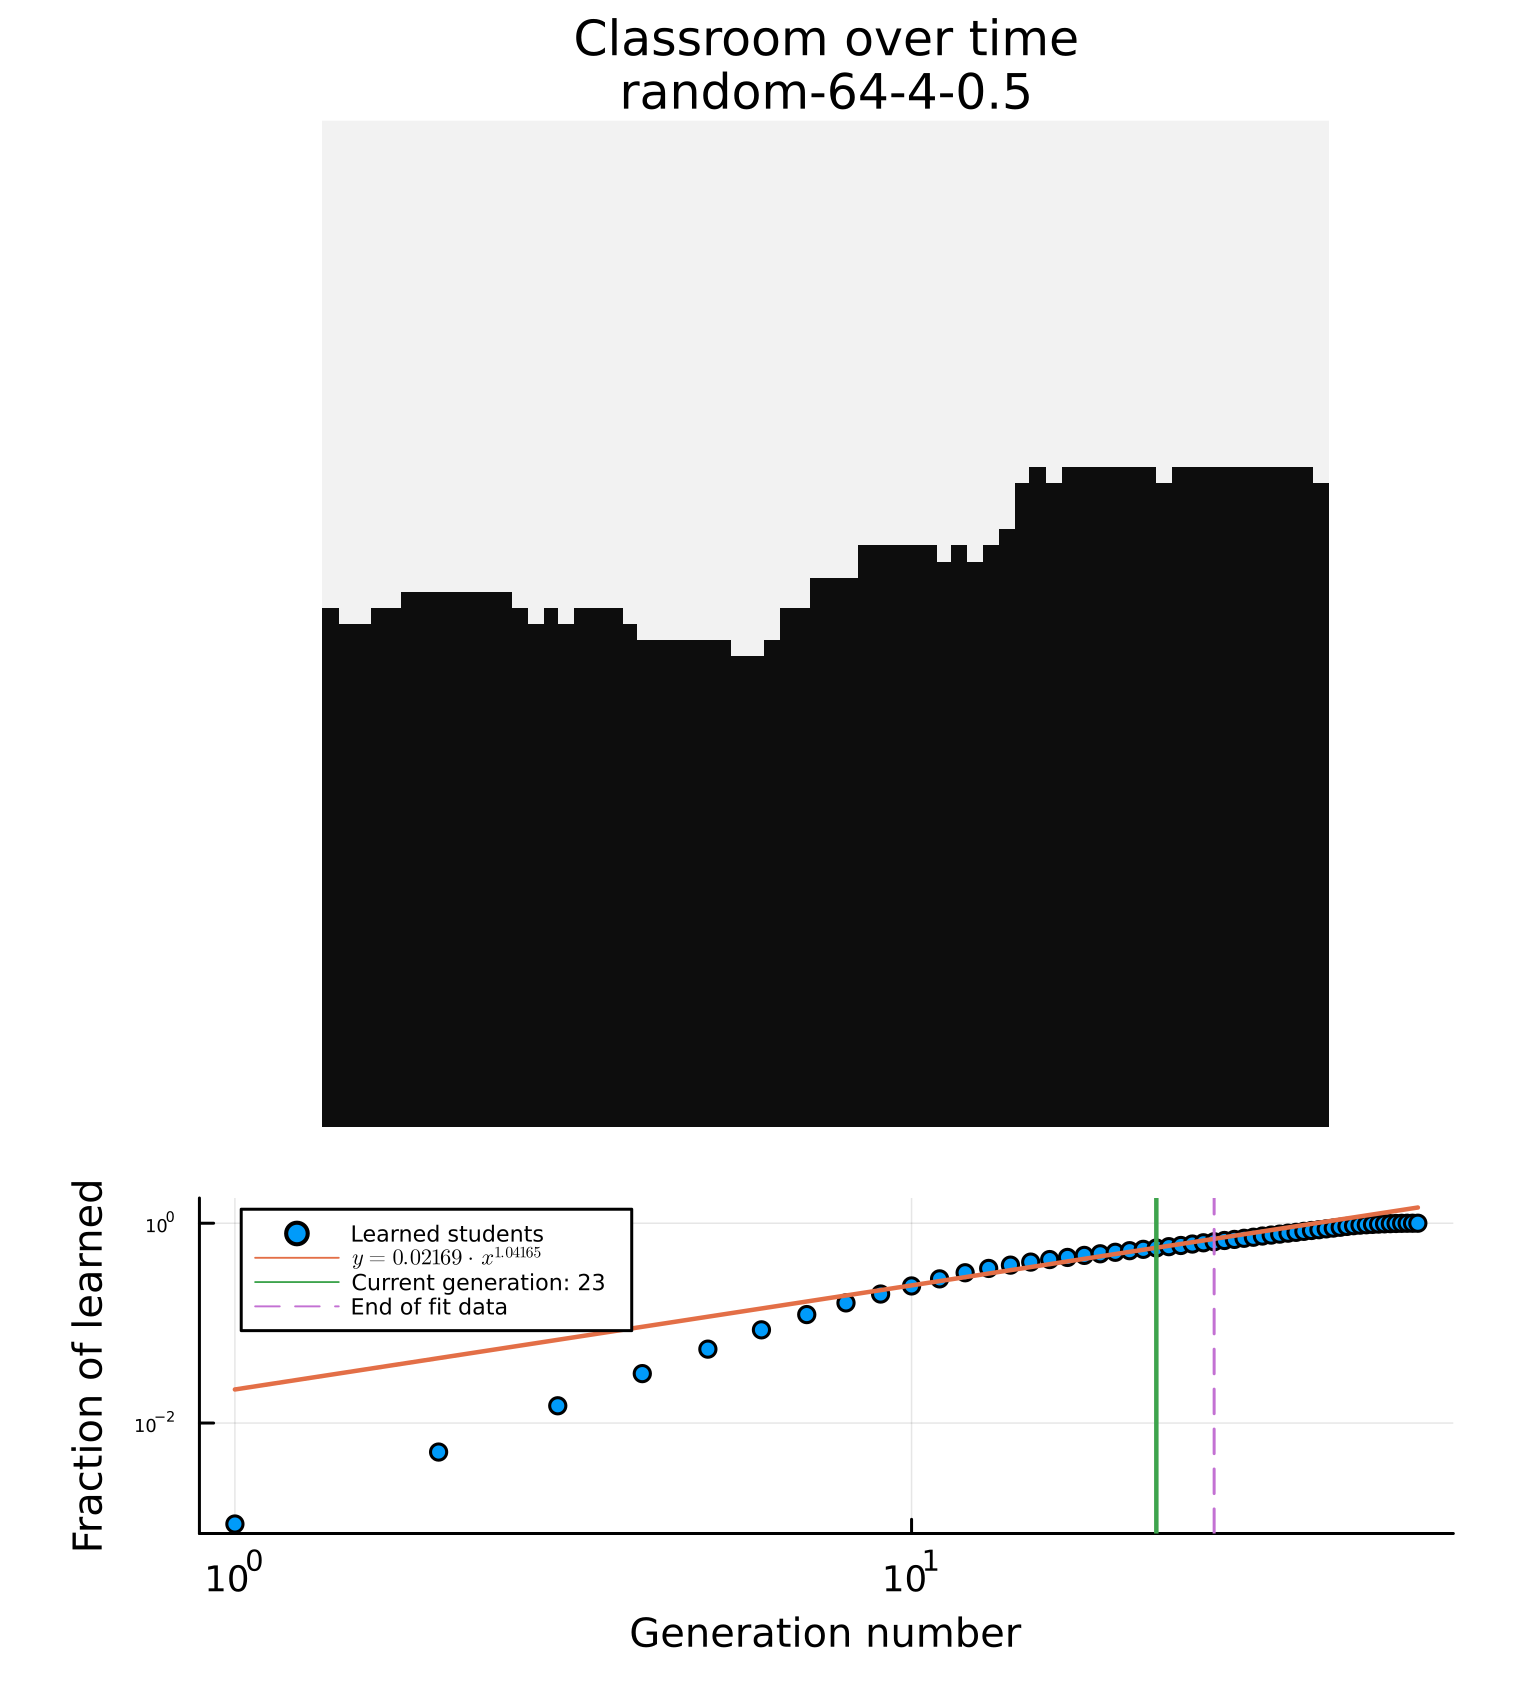 Classroom over time
random-64-4-0.5
Fraction of learned
10⁰
10⁻²
Learned students
y = 0.02169 · x¹·⁰⁴¹⁶⁵
Current generation: 23
End of fit data
10⁰
10¹
Generation number